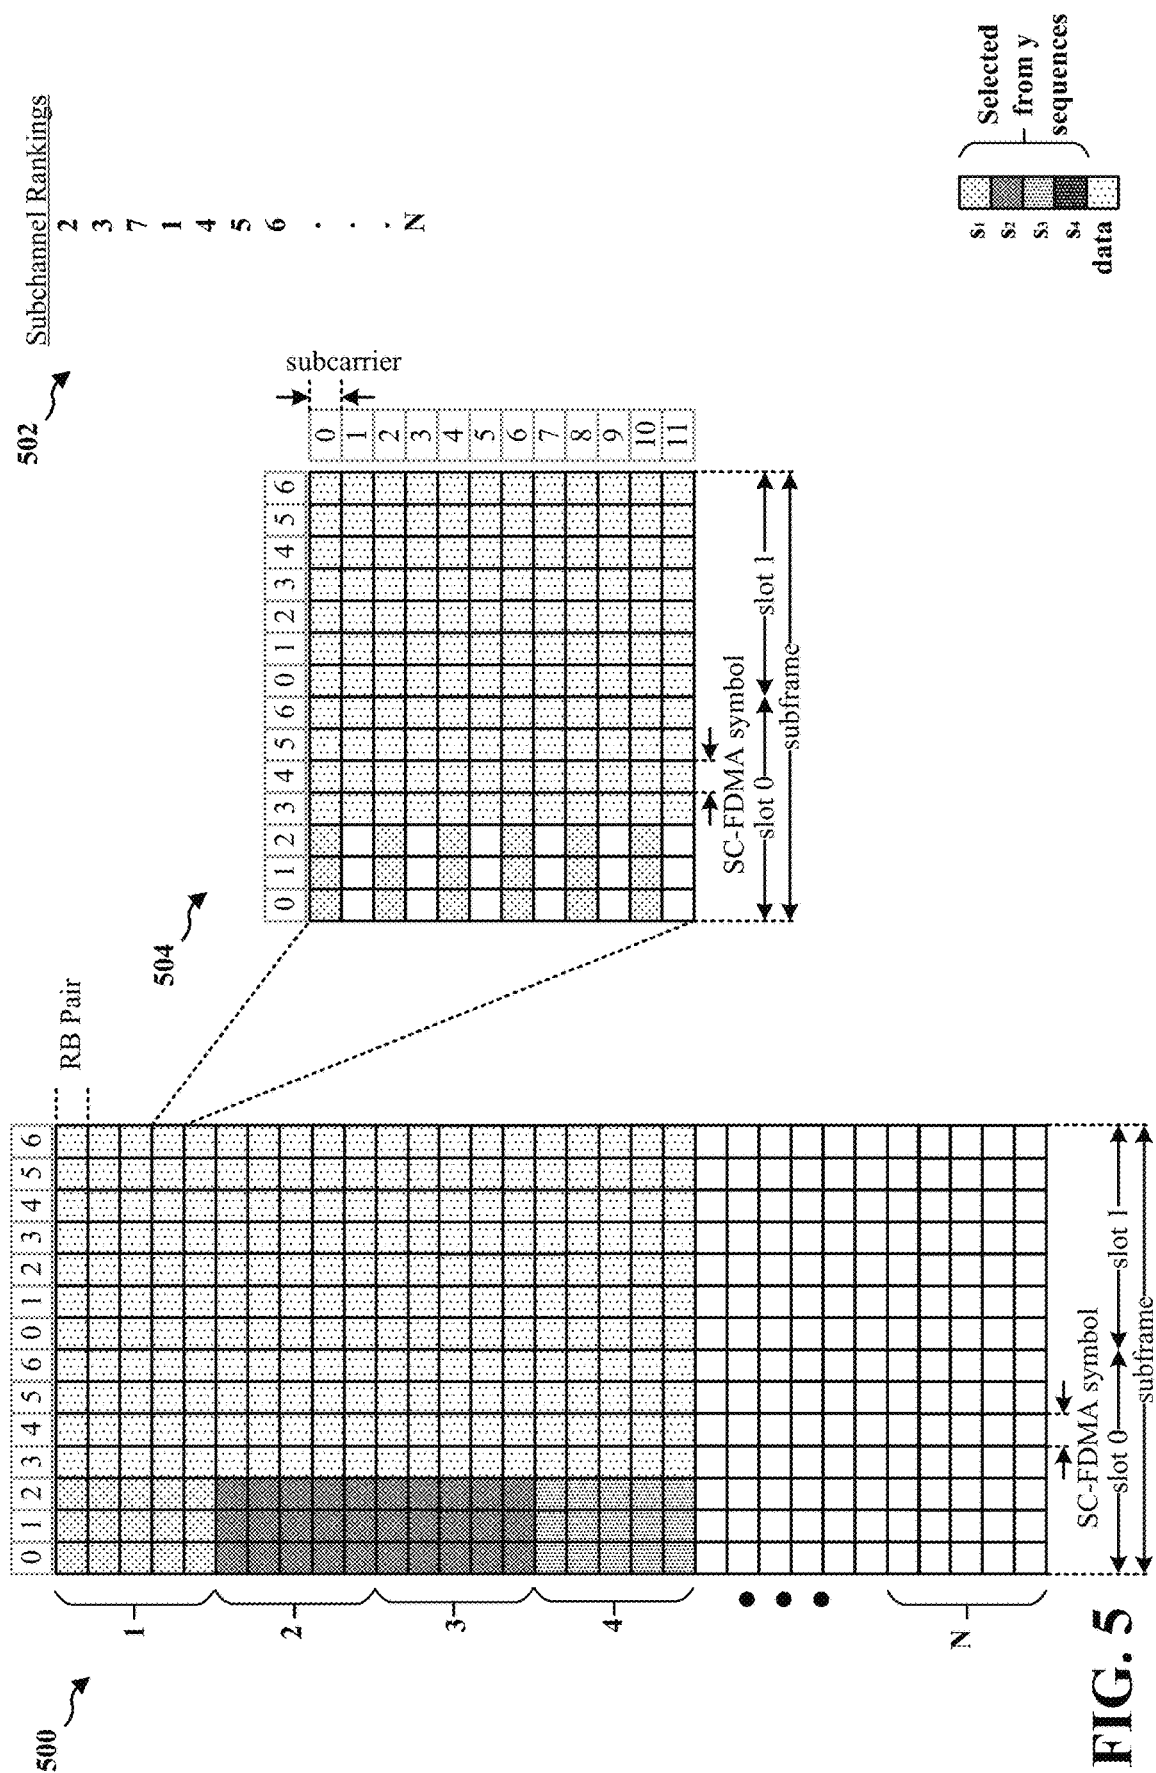 500
0 1 2 3 4 5 6 0 1 2 3 4 5 6
RB Pair
1
2
3
4
N
SC-FDMA symbol
slot 0 slot 1
subframe
504
0 1 2 3 4 5 6 0 1 2 3 4 5 6
subcarrier
0
1
2
3
4
5
6
7
8
9
10
11
SC-FDMA symbol
slot 0 slot 1
subframe
502
Subchannel Rankings
2
3
7
1
4
5
6
.
.
.
N
S1
S2
S3
S4
data
Selected
from y
sequences
FIG. 5